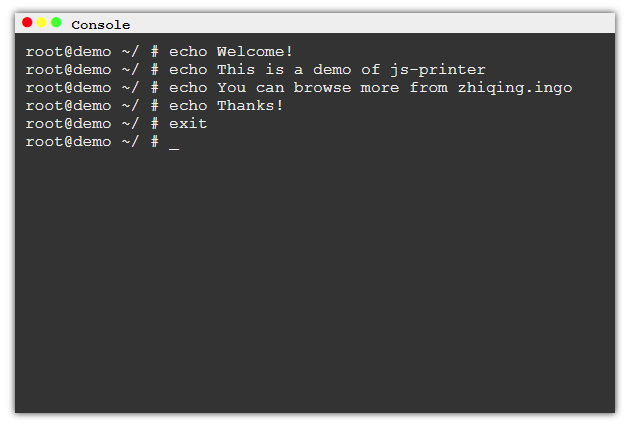 Console
root@demo ~/ # echo Welcome!
root@demo ~/ # echo This is a demo of js-printer
root@demo ~/ # echo You can browse more from zhiqing.ingo
root@demo ~/ # echo Thanks!
root@demo ~/ # exit
root@demo ~/ # _